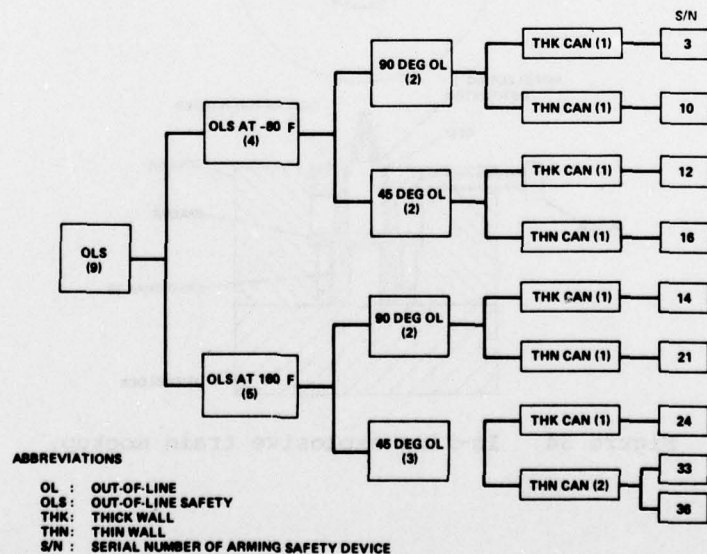 S/N
THK CAN (1)
3
90 DEG OL
(2)
THN CAN (1)
10
OLS AT -80 F
(4)
THK CAN (1)
12
45 DEG OL
(2)
THN CAN (1)
16
OLS
(9)
THK CAN (1)
14
90 DEG OL
(2)
THN CAN (1)
21
OLS AT 160 F
(5)
THK CAN (1)
24
45 DEG OL
(3)
THN CAN (2)
33
36
ABBREVIATIONS
OL : OUT-OF-LINE
OLS : OUT-OF-LINE SAFETY
THK: THICK WALL
THN: THIN WALL
S/N : SERIAL NUMBER OF ARMING SAFETY DEVICE